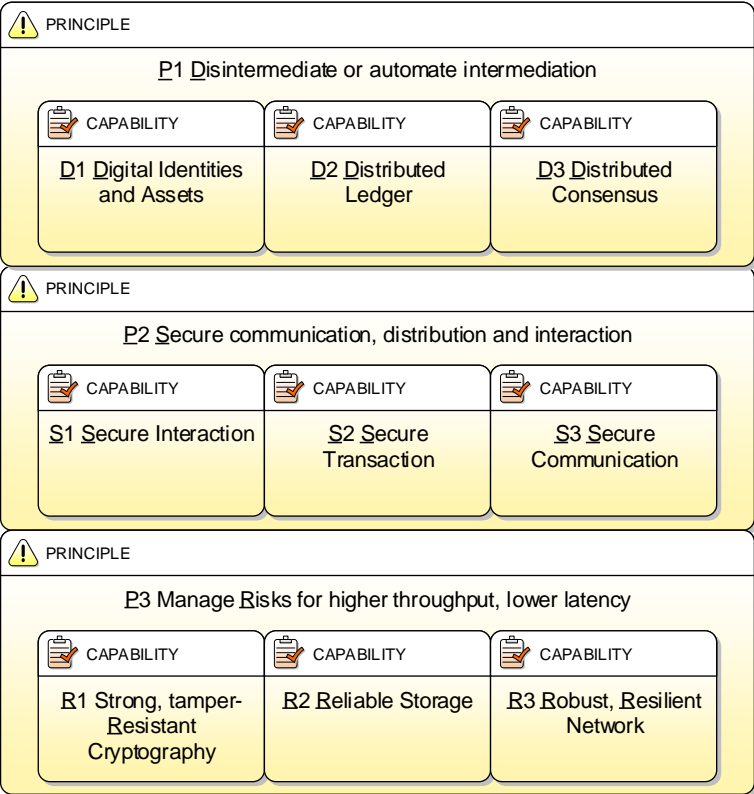 PRINCIPLE
P1 Disintermediate or automate intermediation
CAPABILITY
D1 Digital Identities
and Assets
CAPABILITY
D2 Distributed
Ledger
CAPABILITY
D3 Distributed
Consensus
PRINCIPLE
P2 Secure communication, distribution and interaction
CAPABILITY
S1 Secure Interaction
CAPABILITY
S2 Secure
Transaction
CAPABILITY
S3 Secure
Communication
PRINCIPLE
P3 Manage Risks for higher throughput, lower latency
CAPABILITY
R1 Strong, tamper-
Resistant
Cryptography
CAPABILITY
R2 Reliable Storage
CAPABILITY
R3 Robust, Resilient
Network